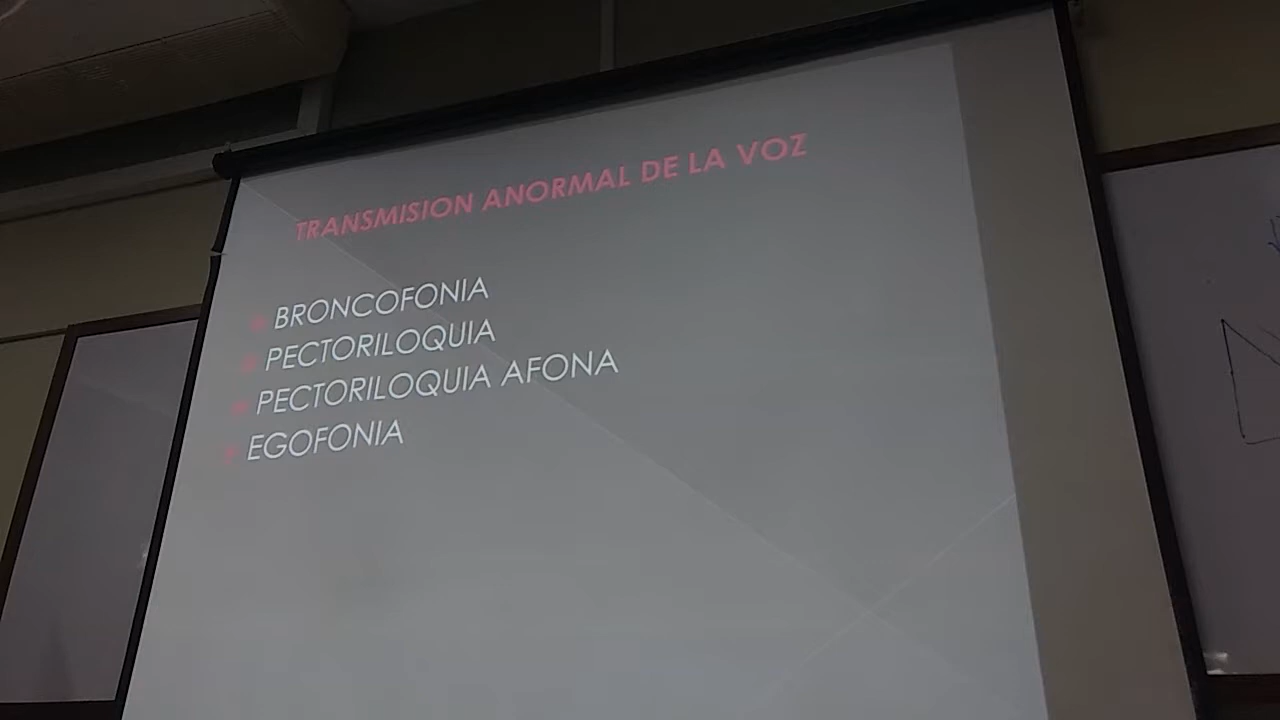 TRANSMISION ANORMAL DE LA VOZ
BRONCOFONIA
PECTORILOQUIA
PECTORILOQUIA AFONA
EGOFONIA